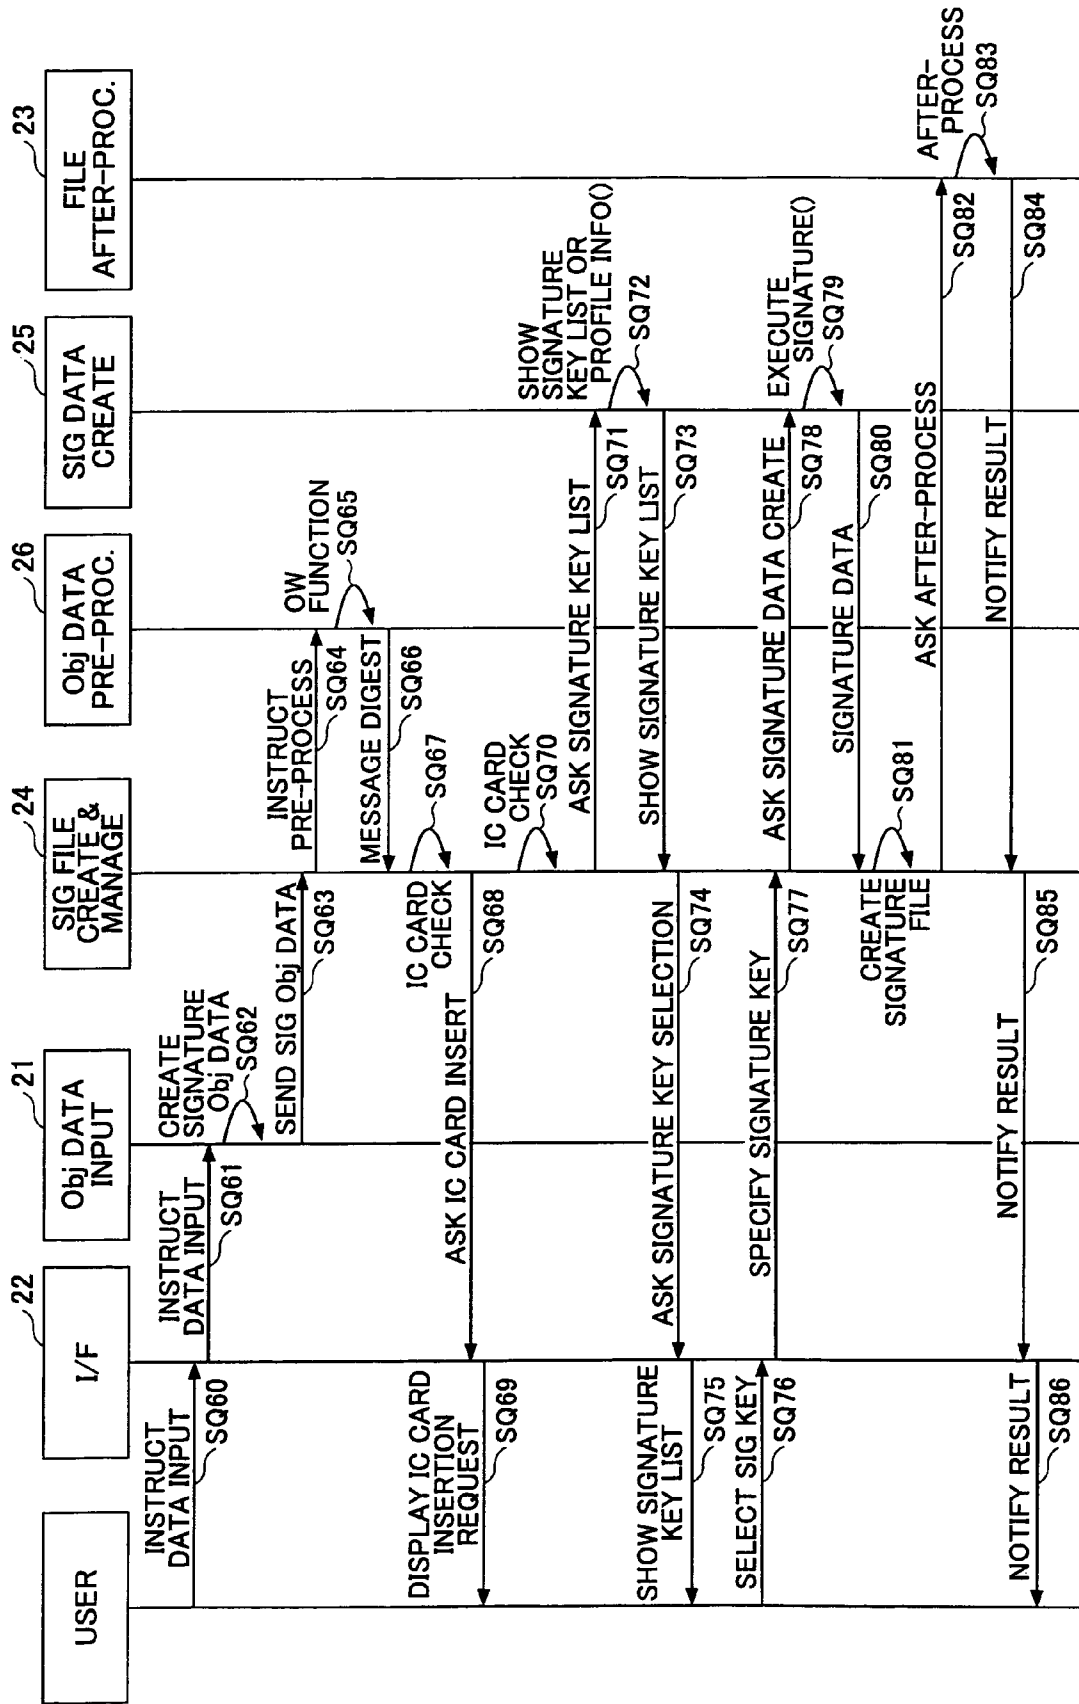 USER
22
I/F
21
Obj DATA
INPUT
24
SIG FILE
CREATE &
MANAGE
26
Obj DATA
PRE-PROC.
25
SIG DATA
CREATE
23
FILE
AFTER-PROC.
INSTRUCT
DATA INPUT
SQ60
INSTRUCT
DATA INPUT
SQ61
CREATE
SIGNATURE
Obj DATA
SQ62
SEND SIG Obj DATA
SQ63
INSTRUCT
PRE-PROCESS
SQ64
OW
FUNCTION
SQ65
MESSAGE DIGEST
SQ66
IC CARD
CHECK
SQ67
ASK IC CARD INSERT
SQ68
DISPLAY IC CARD
INSERTION
REQUEST
SQ69
IC CARD
CHECK
SQ70
ASK SIGNATURE KEY LIST
SQ71
SHOW
SIGNATURE
KEY LIST OR
PROFILE INFO()
SQ72
SHOW SIGNATURE KEY LIST
SQ73
ASK SIGNATURE KEY SELECTION
SQ74
SHOW SIGNATURE
KEY LIST
SQ75
SELECT SIG KEY
SQ76
SPECIFY SIGNATURE KEY
SQ77
ASK SIGNATURE DATA CREATE
SQ78
EXECUTE
SIGNATURE()
SQ79
SIGNATURE DATA
SQ80
CREATE
SIGNATURE
FILE
SQ81
ASK AFTER-PROCESS
SQ82
AFTER-
PROCESS
SQ83
NOTIFY RESULT
SQ84
NOTIFY RESULT
SQ85
NOTIFY RESULT
SQ86